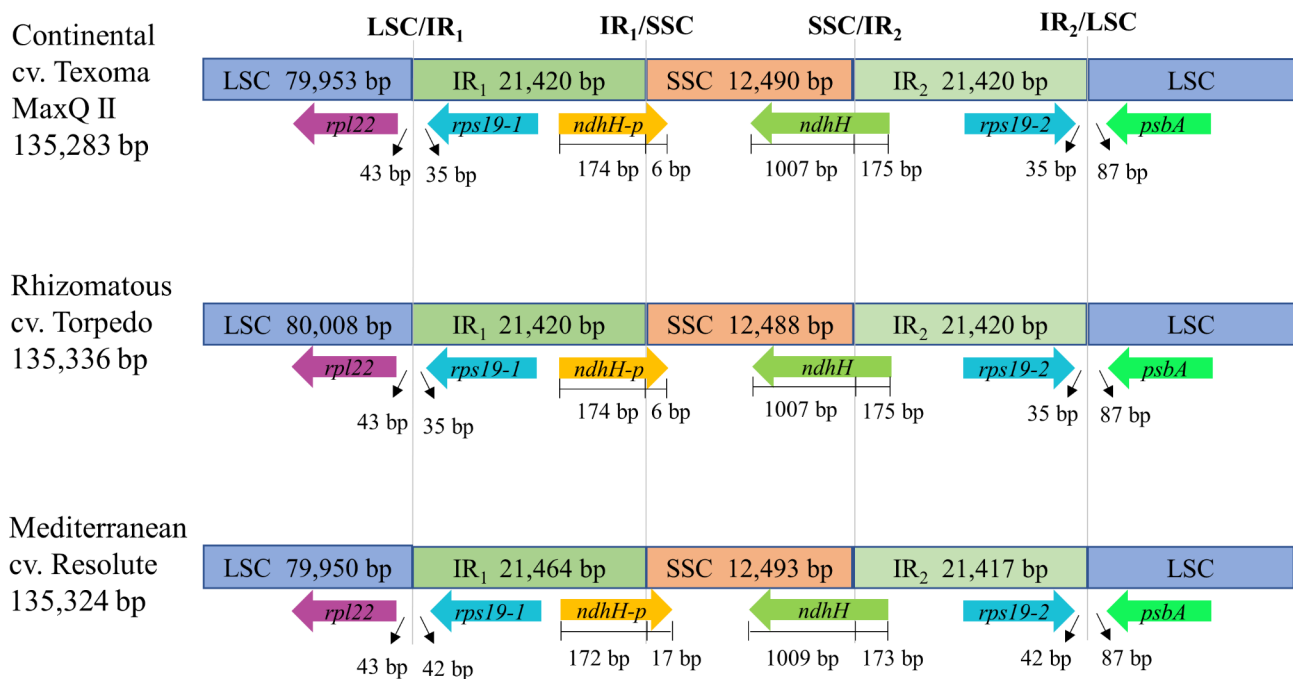 LSC/IR₁ IR₁/SSC SSC/IR₂ IR₂/LSC
Continental
cv. Texoma
MaxQ II
135,283 bp
LSC 79,953 bp IR₁ 21,420 bp SSC 12,490 bp IR₂ 21,420 bp LSC
rpl22 rps19-1 ndhH-p ndhH rps19-2 psbA
43 bp 35 bp 174 bp 6 bp 1007 bp 175 bp 35 bp 87 bp
Rhizomatous
cv. Torpedo
135,336 bp
LSC 80,008 bp IR₁ 21,420 bp SSC 12,488 bp IR₂ 21,420 bp LSC
rpl22 rps19-1 ndhH-p ndhH rps19-2 psbA
43 bp 35 bp 174 bp 6 bp 1007 bp 175 bp 35 bp 87 bp
Mediterranean
cv. Resolute
135,324 bp
LSC 79,950 bp IR₁ 21,464 bp SSC 12,493 bp IR₂ 21,417 bp LSC
rpl22 rps19-1 ndhH-p ndhH rps19-2 psbA
43 bp 42 bp 172 bp 17 bp 1009 bp 173 bp 42 bp 87 bp